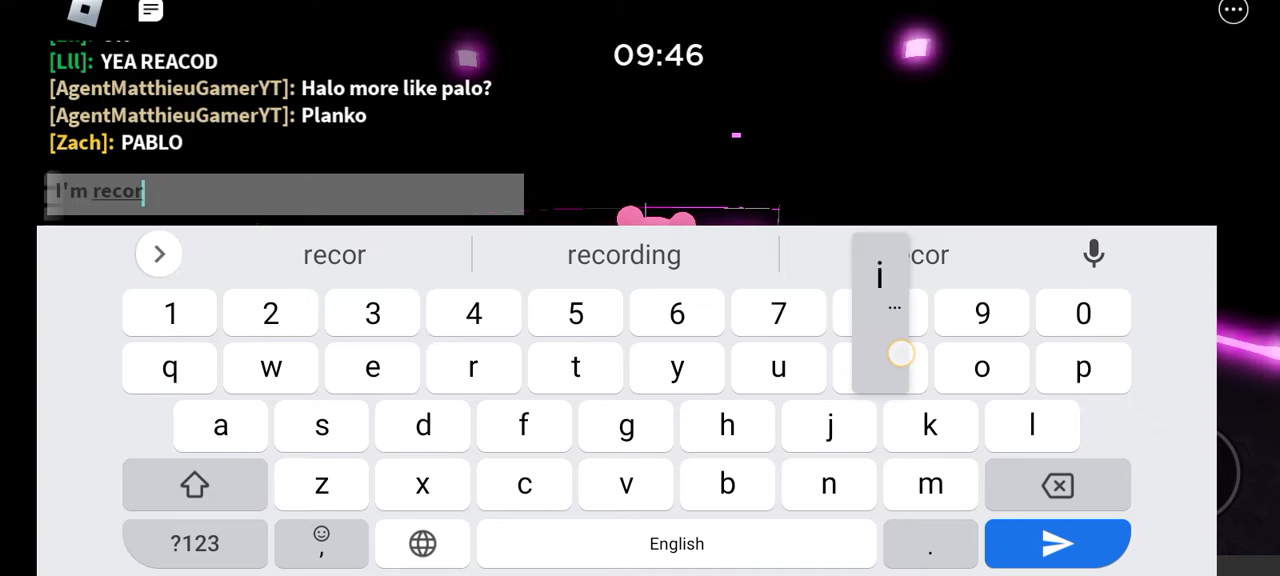 09:46
[Lll]: YEA REACOD
[AgentMatthieuGamerYT]: Halo more like palo?
[AgentMatthieuGamerYT]: Planko
[Zach]: PABLO
I'm recor
recor recording cor
i
...
1 2 3 4 5 6 7 9 0
q w e r t y u o p
a s d f g h j k l
z x c v b n m
?123 , English .